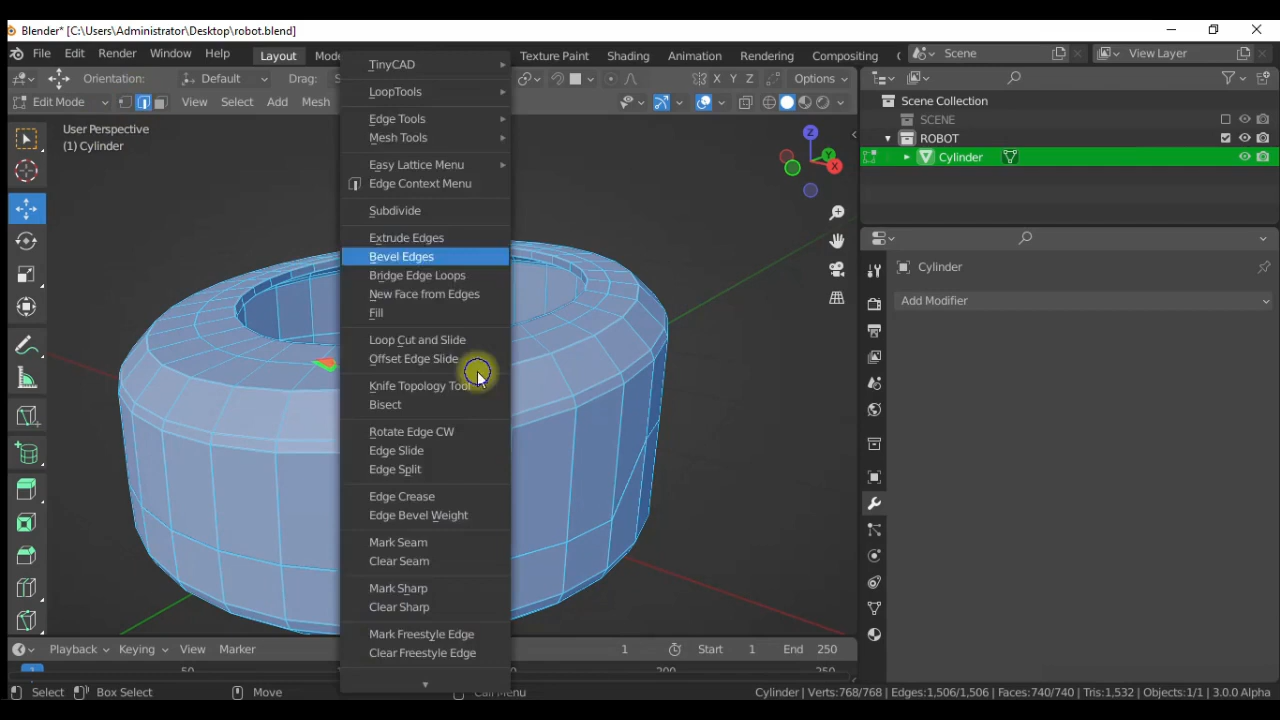 Blender* [C:\Users\Administrator\Desktop\robot.blend]
File Edit Render Window Help Layout Texture Paint Shading Animation Rendering Compositing Scene View Layer
Orientation: Default Drag: X Y Z Options
Edit Mode View Select Add Mesh
User Perspective
(1) Cylinder
TinyCAD
LoopTools
Edge Tools
Mesh Tools
Easy Lattice Menu
Edge Context Menu
Subdivide
Extrude Edges
Bevel Edges
Bridge Edge Loops
New Face from Edges
Fill
Loop Cut and Slide
Offset Edge Slide
Knife Topology Tool
Bisect
Rotate Edge CW
Edge Slide
Edge Split
Edge Crease
Edge Bevel Weight
Mark Seam
Clear Seam
Mark Sharp
Clear Sharp
Mark Freestyle Edge
Clear Freestyle Edge
Z
Y
X
Scene Collection
SCENE
ROBOT
Cylinder
Cylinder
Add Modifier
Playback Keying View Marker 1 Start 1 End 250
50 200 250
Select Box Select Move Call Menu Cylinder | Verts:768/768 | Edges:1,506/1,506 | Faces:740/740 | Tris:1,532 | Objects:1/1 | 3.0.0 Alpha